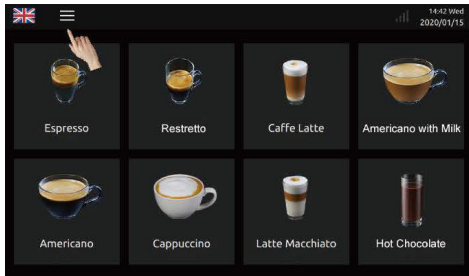 14:42 Wed
2020/01/15
Espresso
Restretto
Caffe Latte
Americano with Milk
Americano
Cappuccino
Latte Macchiato
Hot Chocolate